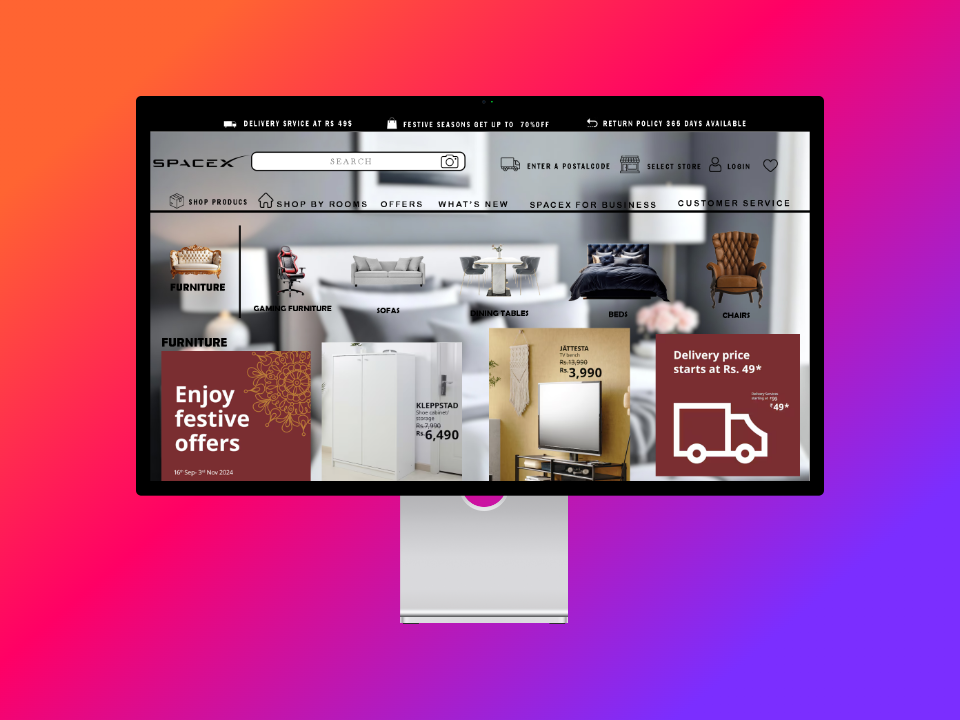 DELIVERY SRVICE AT RS 49S
FESTIVE SEASONS GET UP TO 70%OFF
RETURN POLICY 365 DAYS AVAILABLE
SPACEX
SEARCH
ENTER A POSTALCODE
SELECT STORE
LOGIN
SHOP PRODUCS
SHOP BY ROOMS
OFFERS
WHAT'S NEW
SPACEX FOR BUSINESS
CUSTOMER SERVICE
FURNITURE
GAMING FURNITURE
SOFAS
DINING TABLES
BEDS
CHAIRS
FURNITURE
Enjoy
festive
offers
16th Sep- 3rd Nov 2024
KLEPPSTAD
Shoe cabinet/
storage
Rs.7,990
Rs.6,490
JÄTTESTA
TV bench
Rs.13,990
Rs.3,990
Delivery price
starts at Rs. 49*
Delivery Services
starting at ₹99
₹49*